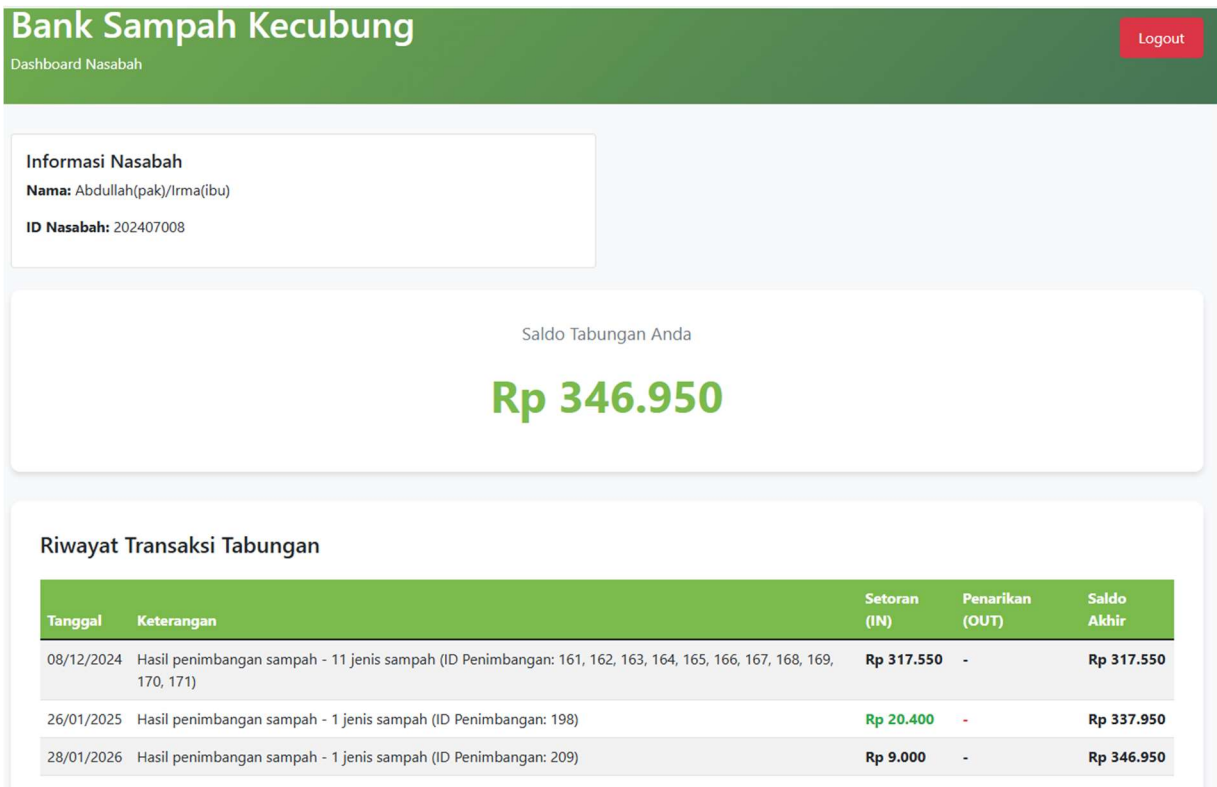 Bank Sampah Kecubung
Logout
Dashboard Nasabah
Informasi Nasabah
Nama: Abdullah(pak)/Irma(ibu)
ID Nasabah: 202407008
Saldo Tabungan Anda
Rp 346.950
Riwayat Transaksi Tabungan
Tanggal Keterangan Setoran (IN) Penarikan (OUT) Saldo Akhir
08/12/2024 Hasil penimbangan sampah - 11 jenis sampah (ID Penimbangan: 161, 162, 163, 164, 165, 166, 167, 168, 169, Rp 317.550 - Rp 317.550
170, 171)
26/01/2025 Hasil penimbangan sampah - 1 jenis sampah (ID Penimbangan: 198) Rp 20.400 - Rp 337.950
28/01/2026 Hasil penimbangan sampah - 1 jenis sampah (ID Penimbangan: 209) Rp 9.000 - Rp 346.950